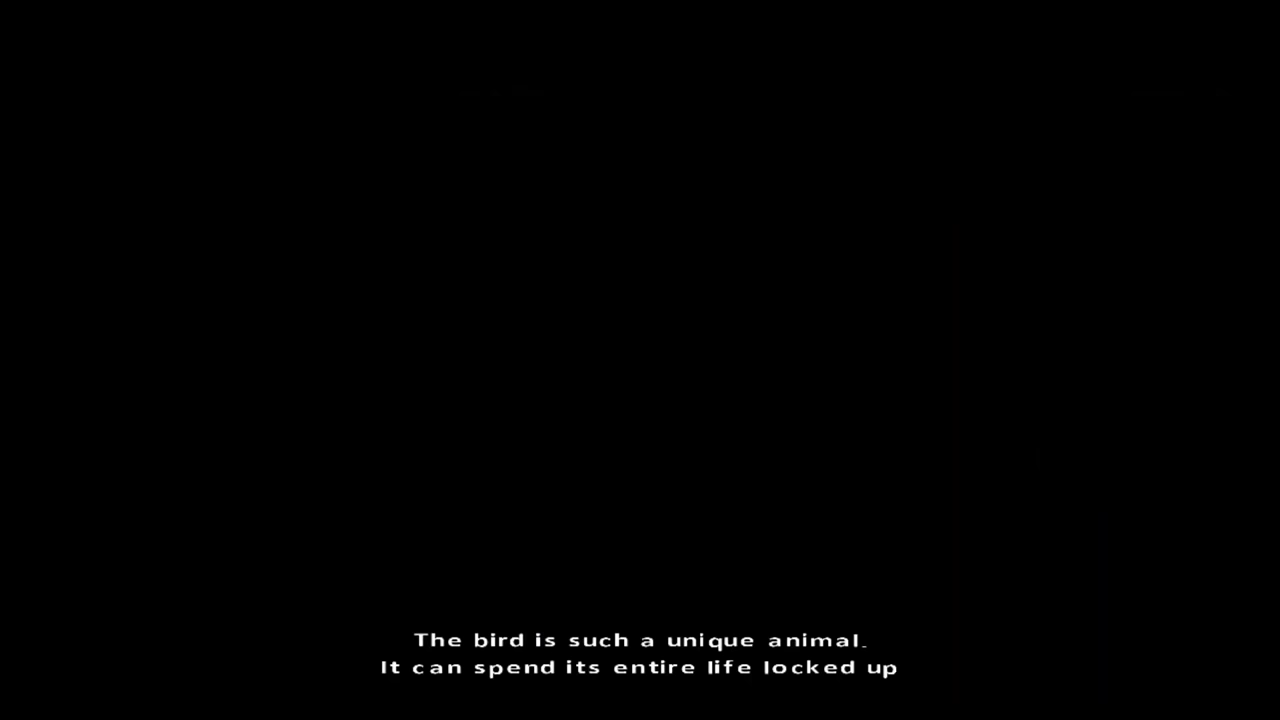 The bird is such a unique animal.
It can spend its entire life locked up